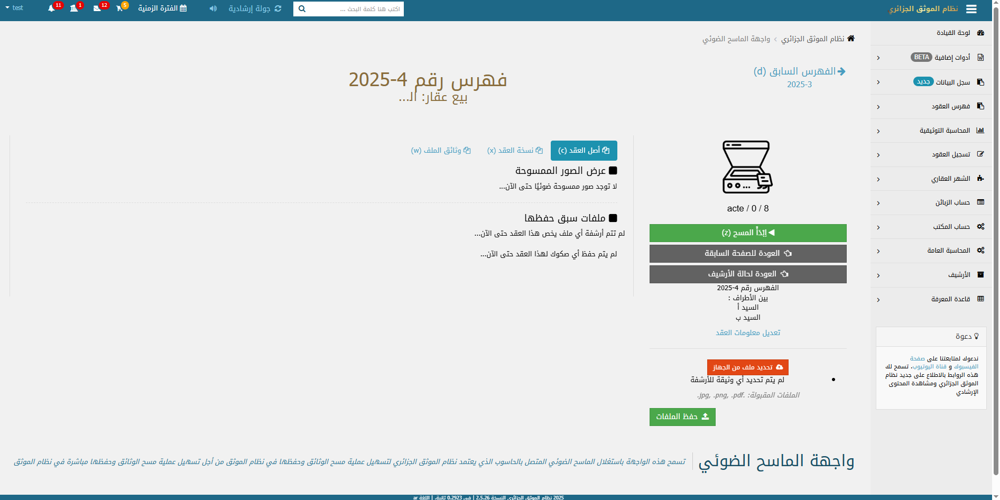 نظام الموثق الجزائري
اكتب هنا كلمة البحث ...
جولة إرشادية
الفترة الزمنية
5
12
1
11
test
لوحة القيادة
أدوات إضافية BETA
سجل البيانات جديد
فهرس العقود
المحاسبة التوثيقية
تسجيل العقود
الشهر العقاري
حساب الزبائن
حساب المكتب
المحاسبة العامة
الأرشيف
قاعدة المعرفة
دعوة
ندعوك لمتابعتنا على صفحة
الفيسبوك و قناة اليوتيوب، تسمح لك
هذه الروابط بالاطلاع على جديد نظام
الموثق الجزائري ومشاهدة المحتوى
الإرشادي
نظام الموثق الجزائري > واجهة الماسح الضوئي
الفهرس السابق (d)
2025-3
فهرس رقم 4-2025
بيع عقار: الـ...
acte / 0 / 8
اِبْدَأْ المسح (z)
العودة للصفحة السابقة
العودة لحالة الأرشيف
الفهرس رقم 4-2025
بين الأطراف :
السيد أ
السيد ب
تعديل معلومات العقد
تحديد ملف من الجهاز
لم يتم تحديد أي وثيقة للأرشفة
الملفات المقبولة: .jpg, .png, .pdf.
حفظ الملفات
أصل العقد (c)
نسخة العقد (x)
وثائق الملف (w)
عرض الصور الممسوحة
لا توجد صور ممسوحة ضوئيًا حتى الآن...
ملفات سبق حفظها
لم تتم أرشفة أي ملف يخص هذا العقد حتى الآن...
لم يتم حفظ أي صكوك لهذا العقد حتى الآن...
واجهة الماسح الضوئي
تسمح هذه الواجهة باستغلال الماسح الضوئي المتصل بالحاسوب الذي يعتمد نظام الموثق الجزائري لتسهيل عملية مسح الوثائق وحفظها في نظام الموثق من أجل تسهيل عملية مسح الوثائق وحفظها مباشرة في نظام الموثق
2025 نظام الموثق الجزائري النسخة 2.5.26 | في 0.2923 ثانية. | اللغة ar